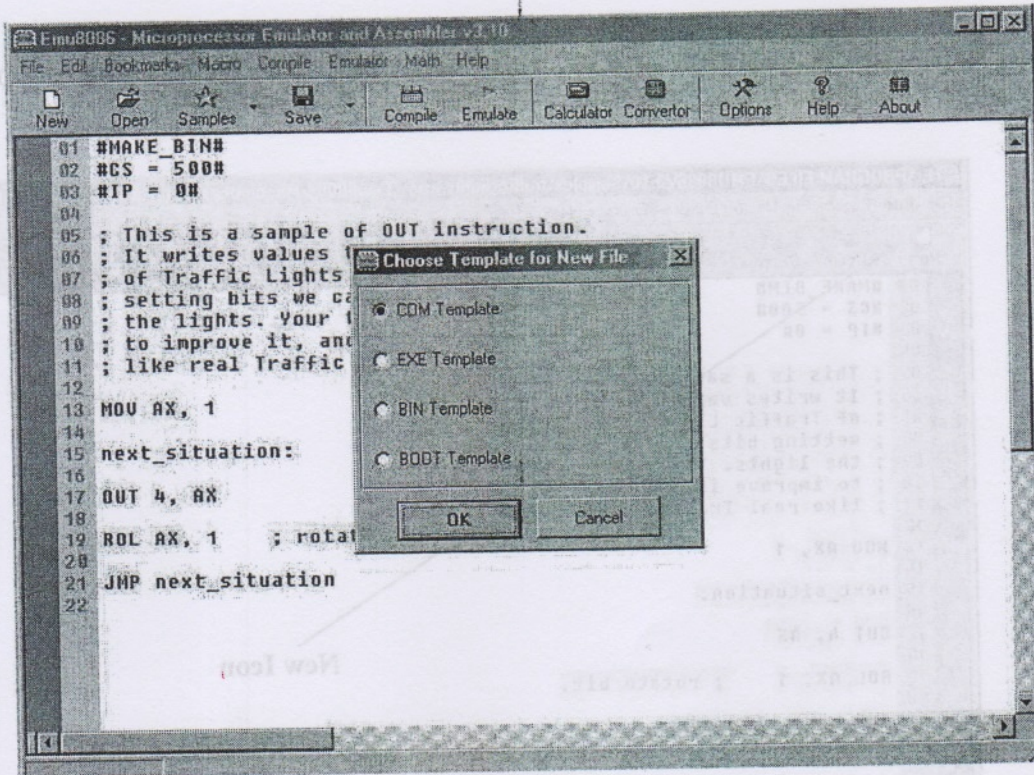 Emu8086 - Microprocessor Emulator and Assembler v3.10
File Edit Bookmarks Macro Compile Emulator Math Help
New Open Samples Save Compile Emulate Calculator Convertor Options Help About
01 #MAKE_BIN#
02 #CS = 500#
03 #IP = 0#
04
05 ; This is a sample of OUT instruction.
06 ; It writes values
07 ; of Traffic Lights
08 ; setting bits we
09 ; the lights. Your
10 ; to improve it, and
11 ; like real Traffic
12
13 MOV AX, 1
14
15 next_situation:
16
17 OUT 4, AX
18
19 ROL AX, 1 ;
20
21 JMP next_situation
22
Choose Template for New File
COM Template
EXE Template
BIN Template
BOOT Template
OK Cancel
New Icon